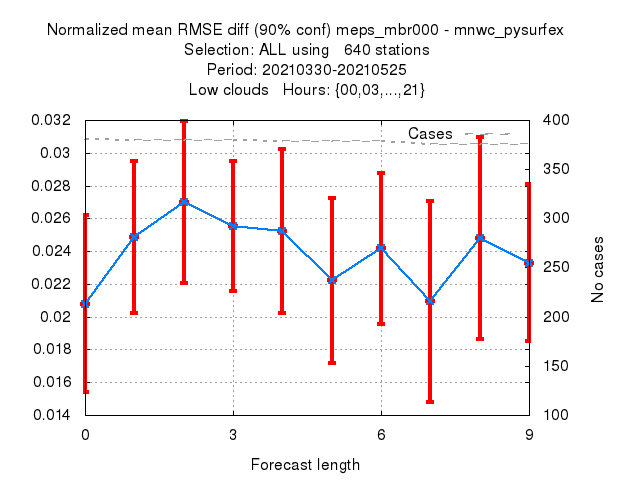 Normalized mean RMSE diff (90% conf) meps_mbr000 - mnwc_pysurfex
Selection: ALL using 640 stations
Period: 20210330-20210525
Low clouds Hours: {00,03,...,21}
Cases
0.032
0.03
0.028
0.026
0.024
0.022
0.02
0.018
0.016
0.014
400
350
300
250
200
150
100
No cases
0 3 6 9
Forecast length